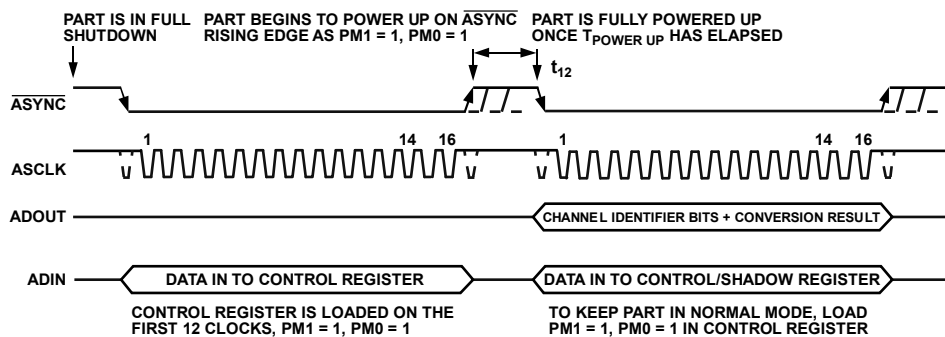 PART IS IN FULL
SHUTDOWN
PART BEGINS TO POWER UP ON ASYNC
RISING EDGE AS PM1 = 1, PM0 = 1
PART IS FULLY POWERED UP
ONCE TPOWER UP HAS ELAPSED
t12
ASYNC
1 14 16 1 14 16
ASCLK
ADOUT
CHANNEL IDENTIFIER BITS + CONVERSION RESULT
ADIN
DATA IN TO CONTROL REGISTER
DATA IN TO CONTROL/SHADOW REGISTER
CONTROL REGISTER IS LOADED ON THE
FIRST 12 CLOCKS, PM1 = 1, PM0 = 1
TO KEEP PART IN NORMAL MODE, LOAD
PM1 = 1, PM0 = 1 IN CONTROL REGISTER